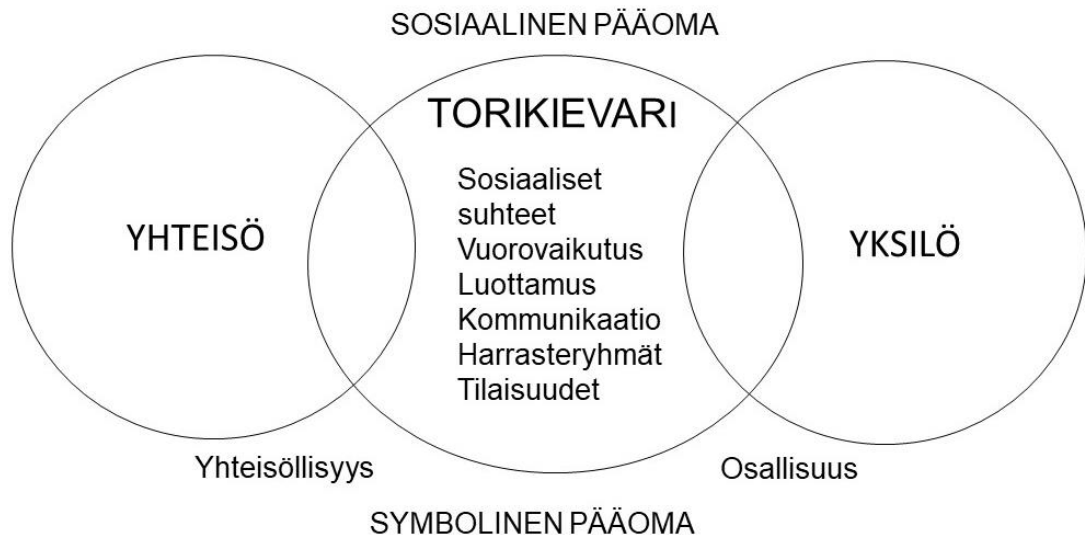 SOSIAALINEN PÄÄOMA
TORIKIEVARI
Sosiaaliset
suhteet
Vuorovaikutus
Luottamus
Kommunikaatio
Harrasteryhmät
Tilaisuudet
YHTEISÖ
YKSILÖ
Yhteisöllisyys
Osallisuus
SYMBOLINEN PÄÄOMA